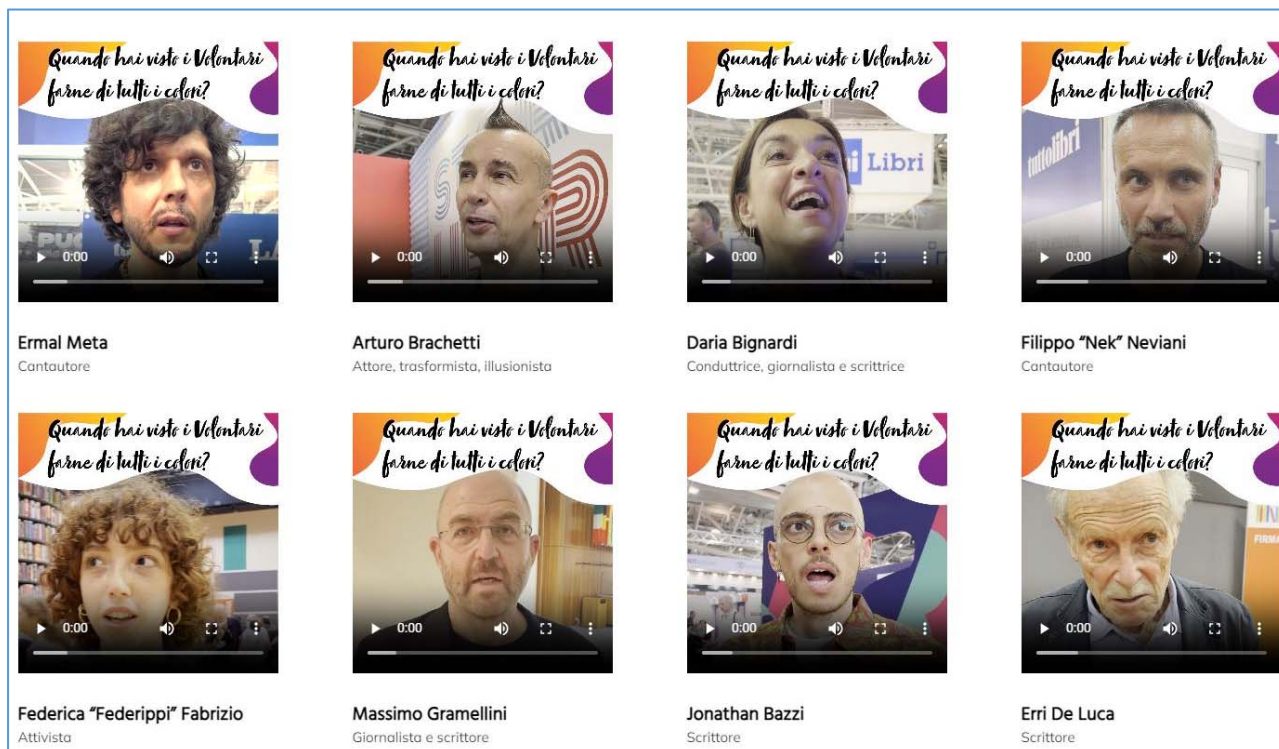 Quando hai visto i Volontari
farne di tutti i colori?
Quando hai visto i Volontari
farne di tutti i colori?
Quando hai visto i Volontari
farne di tutti i colori?
Quando hai visto i Volontari
farne di tutti i colori?
Libri
tuttolibri
0:00
0:00
0:00
0:00
Ermal Meta
Arturo Brachetti
Daria Bignardi
Filippo “Nek” Neviani
Cantautore
Attore, trasformista, illusionista
Conduttrice, giornalista e scrittrice
Cantautore
Quando hai visto i Volontari
farne di tutti i colori?
Quando hai visto i Volontari
farne di tutti i colori?
Quando hai visto i Volontari
farne di tutti i colori?
Quando hai visto i Volontari
farne di tutti i colori?
FIRMA
0:00
0:00
0:00
0:00
Federica “Federippi” Fabrizio
Massimo Gramellini
Jonathan Bazzi
Erri De Luca
Attivista
Giornalista e scrittore
Scrittore
Scrittore